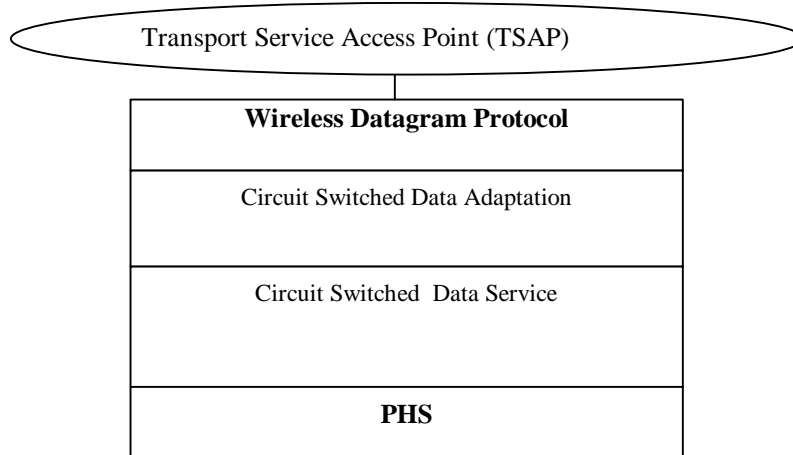 Transport Service Access Point (TSAP)
Wireless Datagram Protocol
Circuit Switched Data Adaptation
Circuit Switched Data Service
PHS